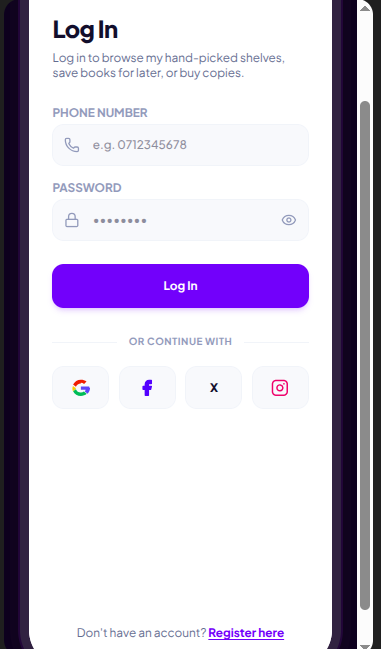 Log In
Log in to browse my hand-picked shelves,
save books for later, or buy copies.
PHONE NUMBER
e.g. 0712345678
PASSWORD
Log In
OR CONTINUE WITH
G f X
Don't have an account? Register here